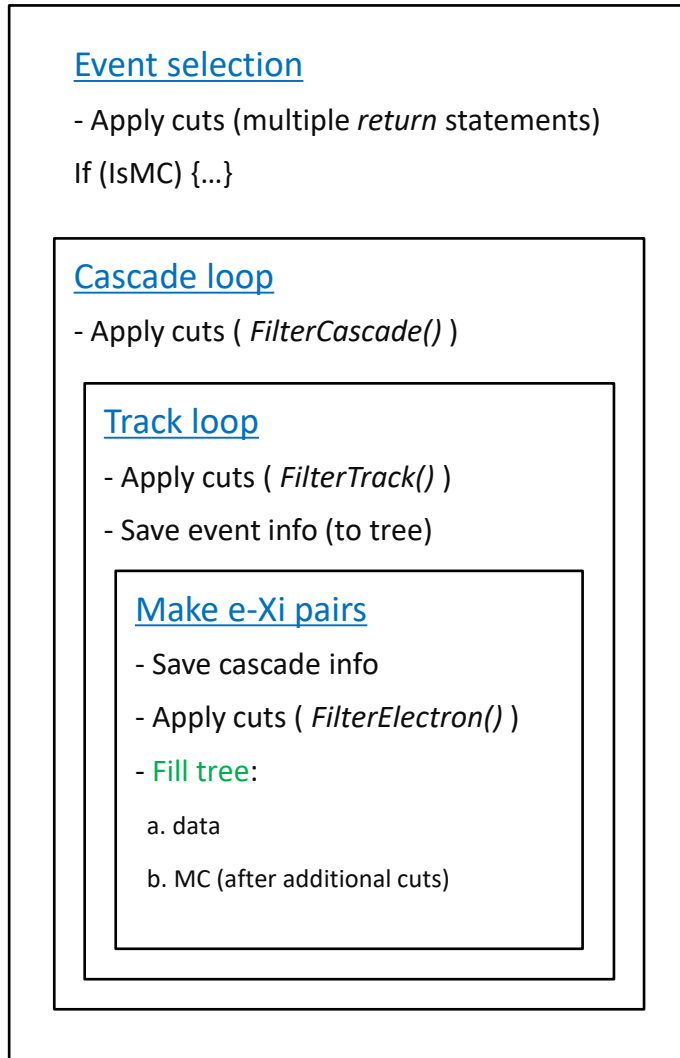 Event selection
- Apply cuts (multiple return statements)
If (IsMC) {…}
Cascade loop
- Apply cuts ( FilterCascade() )
Track loop
- Apply cuts ( FilterTrack() )
- Save event info (to tree)
Make e-Xi pairs
- Save cascade info
- Apply cuts ( FilterElectron() )
- Fill tree:
a. data
b. MC (after additional cuts)